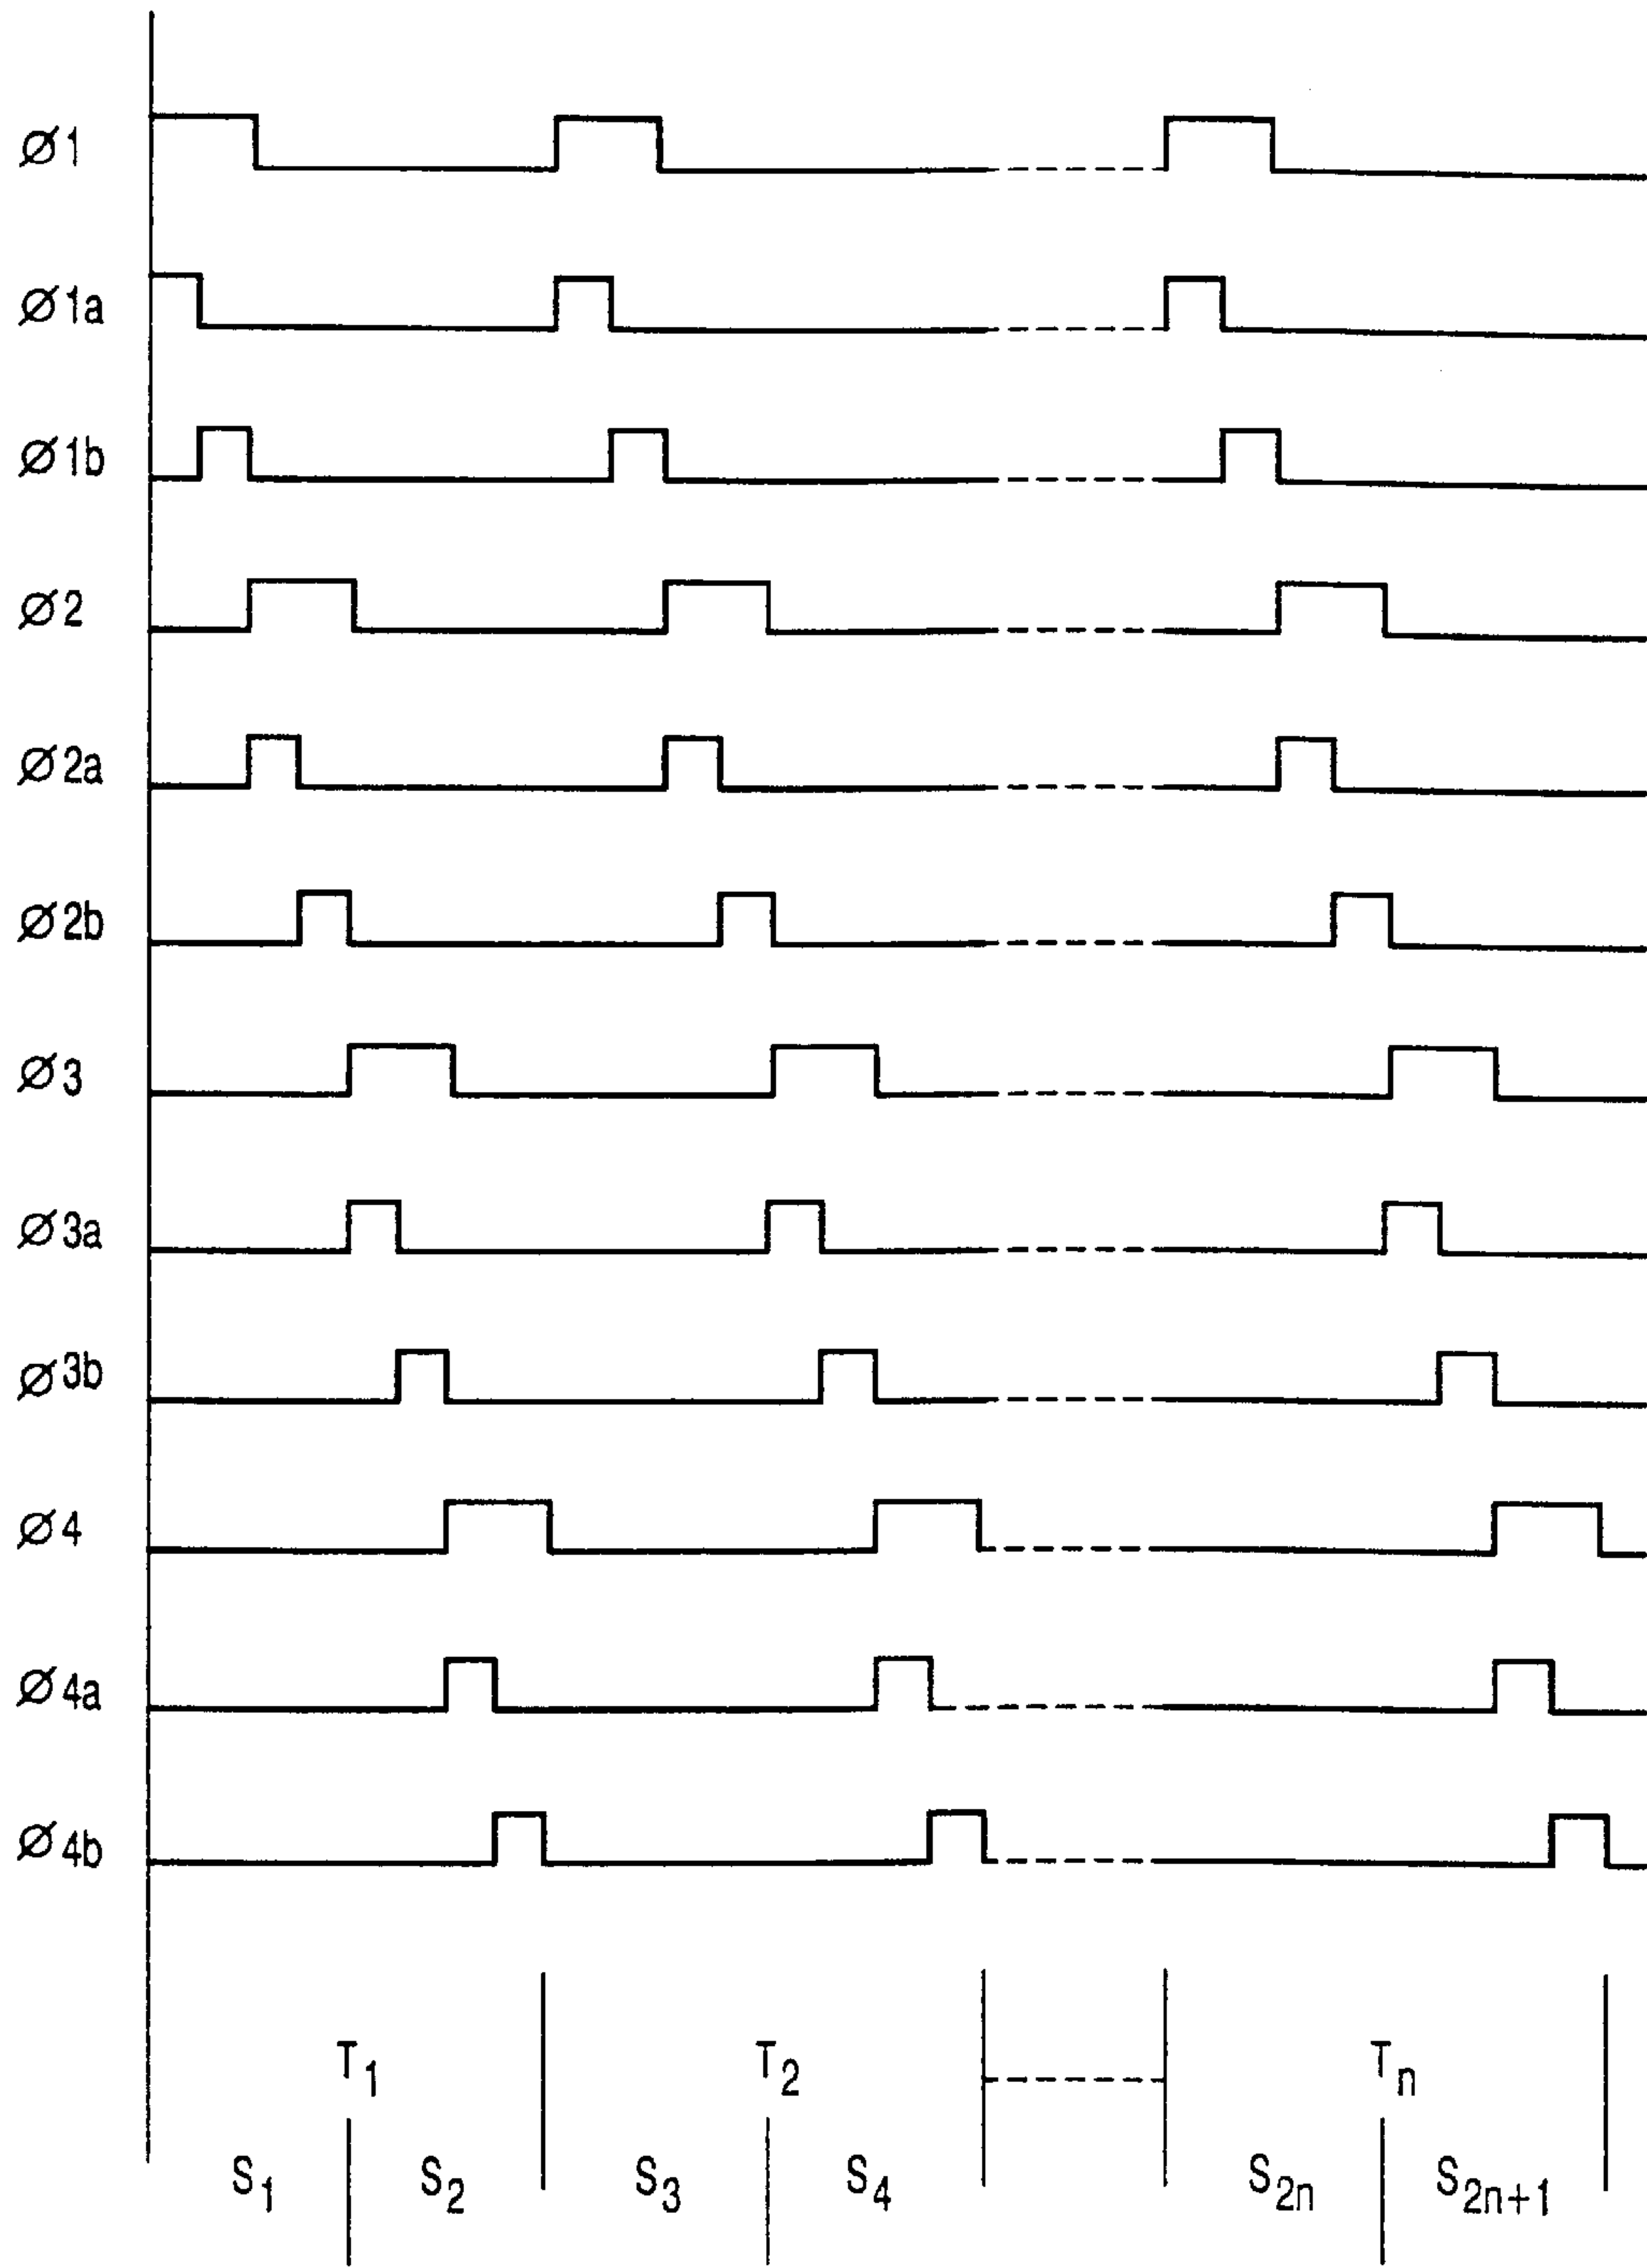 Ø1
Ø1a
Ø1b
Ø2
Ø2a
Ø2b
Ø3
Ø3a
Ø3b
Ø4
Ø4a
Ø4b
T₁ T₂ Tₙ
S₁ S₂ S₃ S₄ S₂ₙ S₂ₙ₊₁